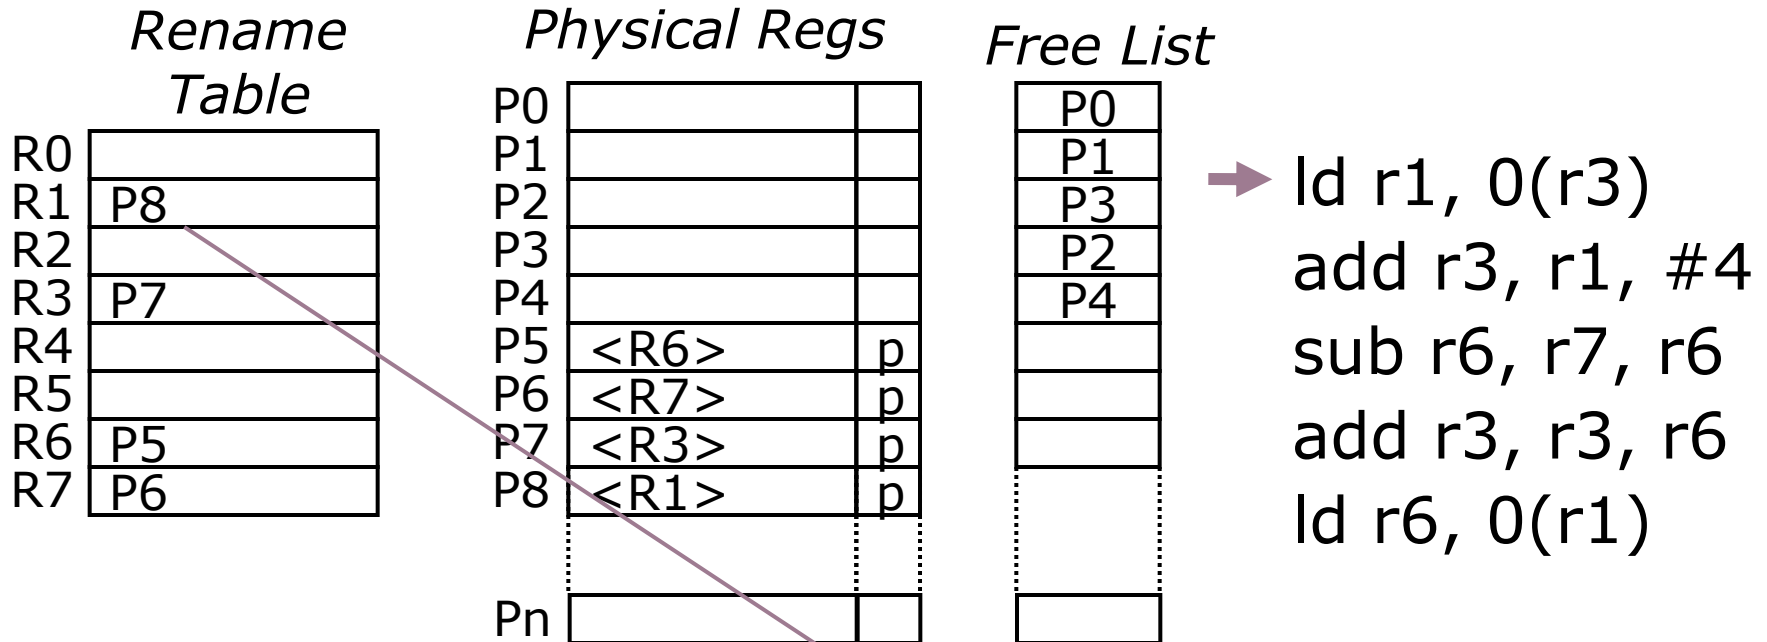 Rename Table
R0
R1 P8
R2
R3 P7
R4
R5
R6 P5
R7 P6
Physical Regs
P0
P1
P2
P3
P4
P5 <R6> p
P6 <R7> p
P7 <R3> p
P8 <R1> p
Pn
Free List
P0
P1
P3
P2
P4
ld r1, 0(r3)
add r3, r1, #4
sub r6, r7, r6
add r3, r3, r6
ld r6, 0(r1)